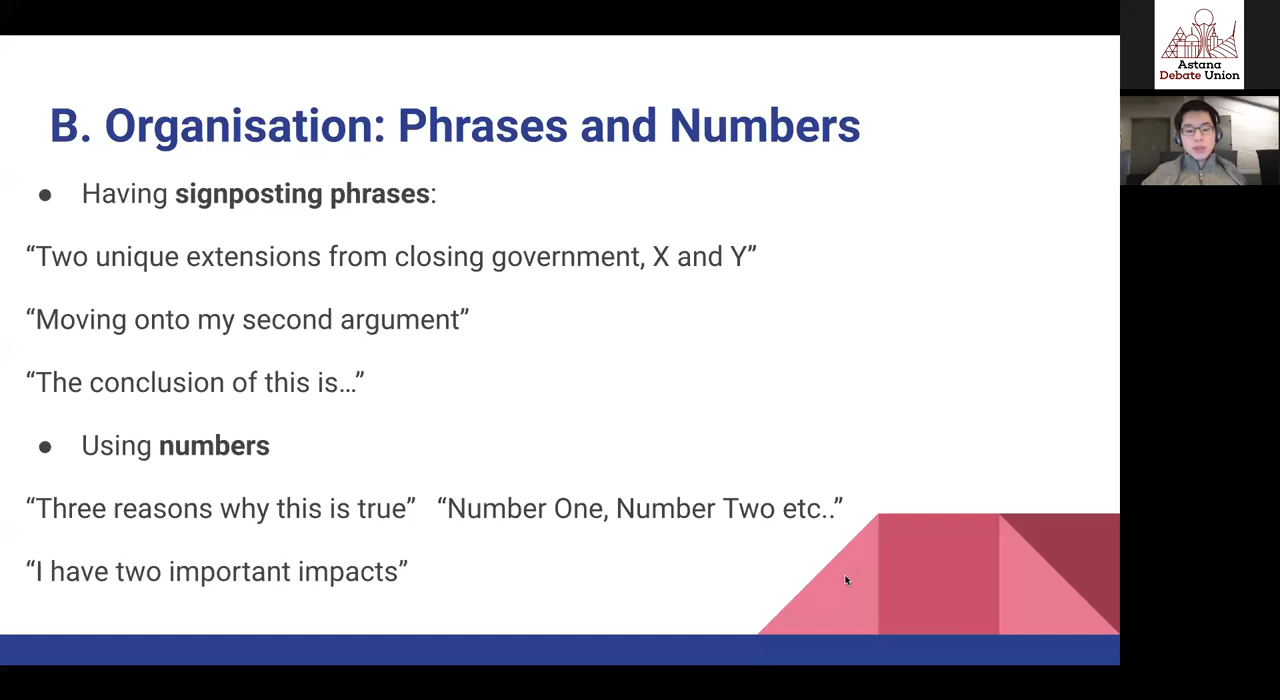 B. Organisation: Phrases and Numbers
● Having signposting phrases:
“Two unique extensions from closing government, X and Y”
“Moving onto my second argument”
“The conclusion of this is…”
● Using numbers
“Three reasons why this is true” “Number One, Number Two etc..”
“I have two important impacts”
Astana
Debate Union